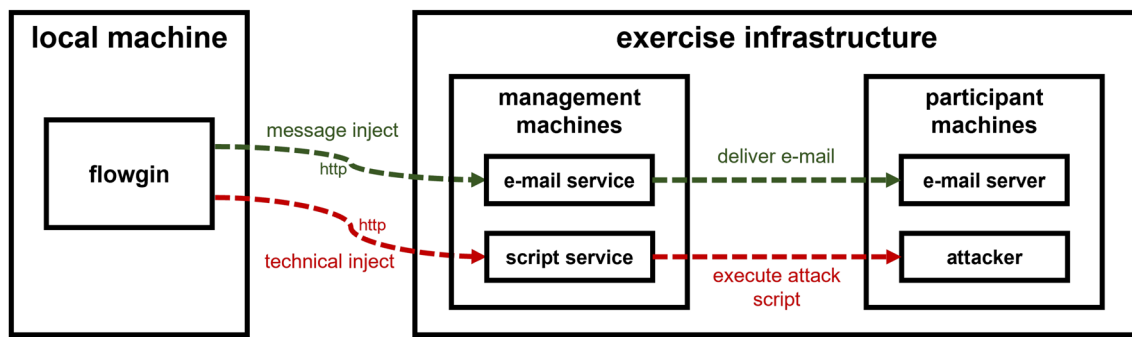 local machine
flowgin
message inject
http
http
technical inject
exercise infrastructure
management
machines
e-mail service
script service
deliver e-mail
execute attack
script
participant
machines
e-mail server
attacker